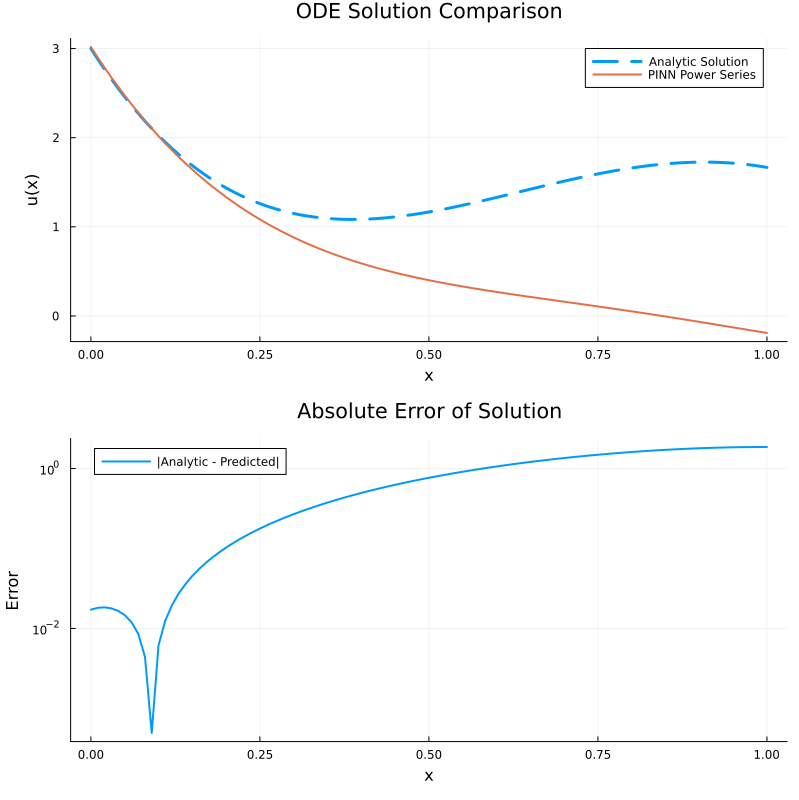 ODE Solution Comparison
3
2
1
0
u(x)
Analytic Solution
PINN Power Series
0.00 0.25 0.50 0.75 1.00
x
Absolute Error of Solution
10⁰
10⁻²
Error
|Analytic - Predicted|
0.00 0.25 0.50 0.75 1.00
x